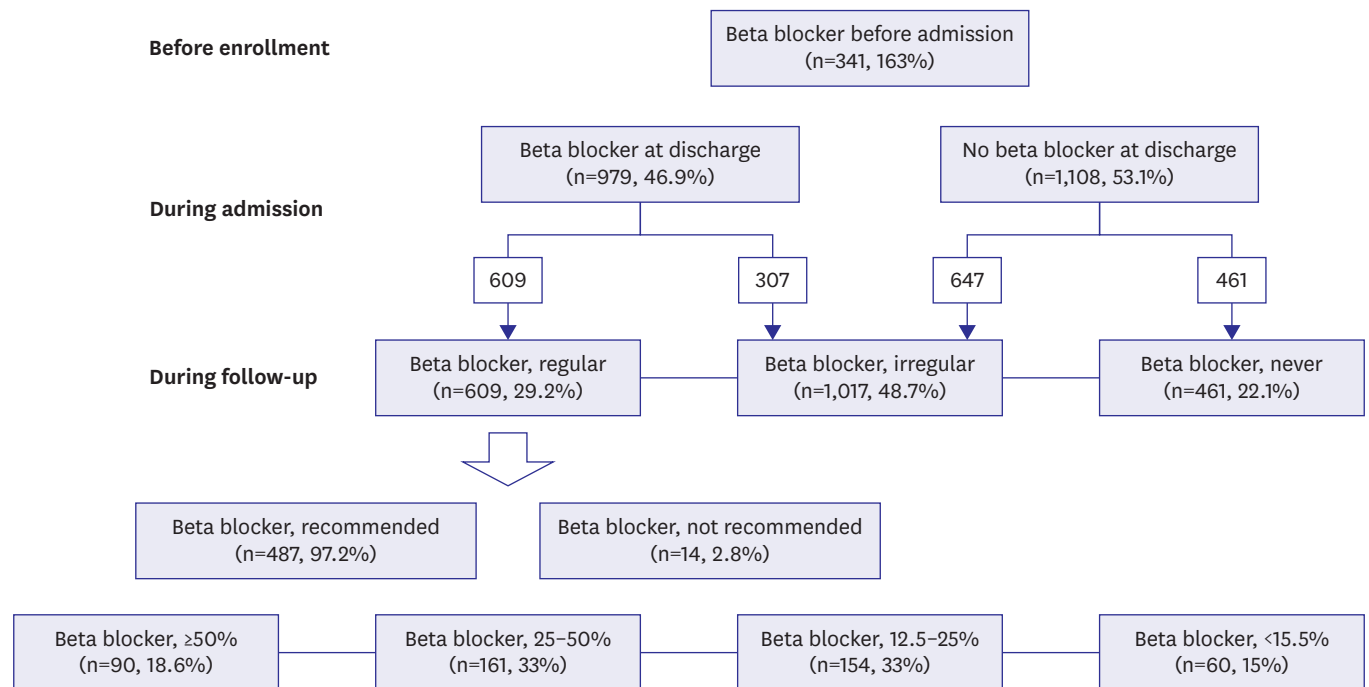 Before enrollment
Beta blocker before admission
(n=341, 163%)
During admission
Beta blocker at discharge
(n=979, 46.9%)
No beta blocker at discharge
(n=1,108, 53.1%)
609
307
647
461
During follow-up
Beta blocker, regular
(n=609, 29.2%)
Beta blocker, irregular
(n=1,017, 48.7%)
Beta blocker, never
(n=461, 22.1%)
Beta blocker, recommended
(n=487, 97.2%)
Beta blocker, not recommended
(n=14, 2.8%)
Beta blocker, ≥50%
(n=90, 18.6%)
Beta blocker, 25–50%
(n=161, 33%)
Beta blocker, 12.5–25%
(n=154, 33%)
Beta blocker, <15.5%
(n=60, 15%)